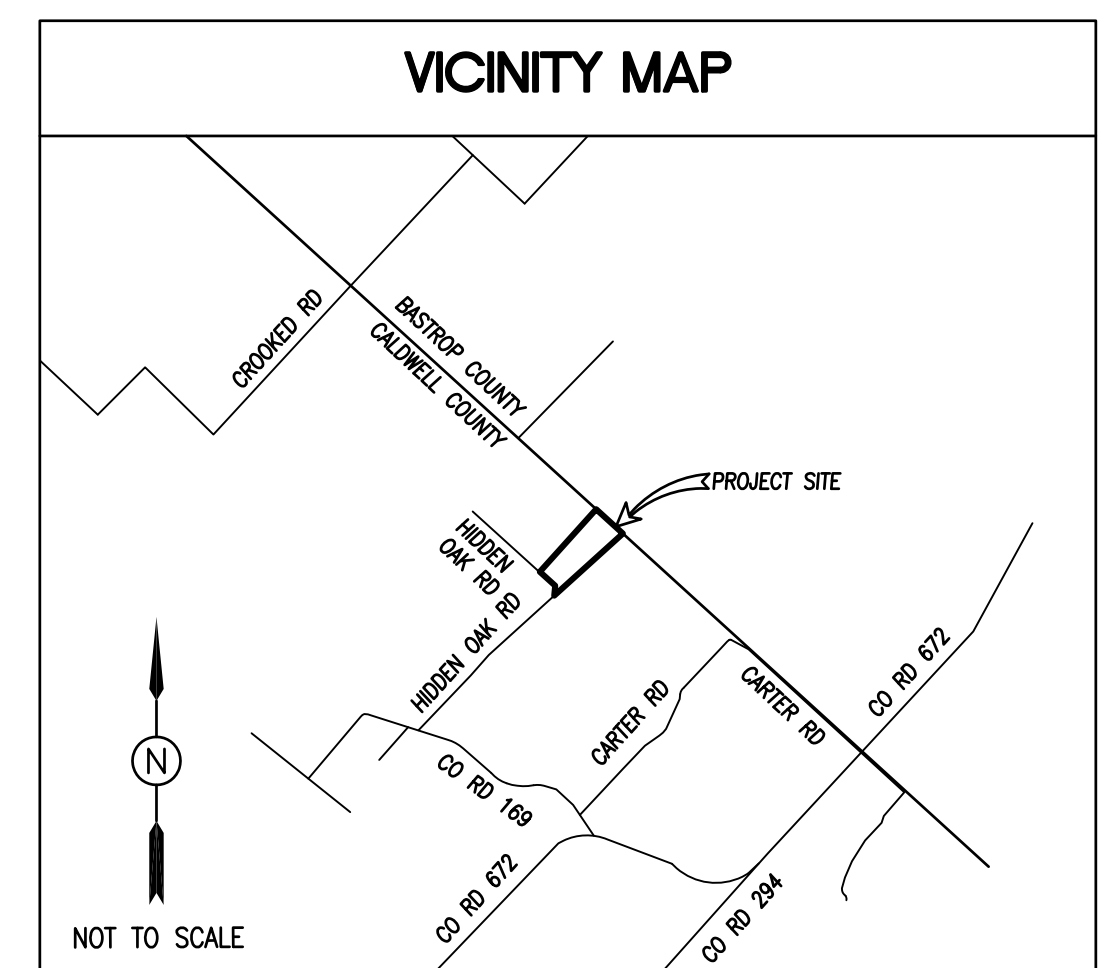 VICINITY MAP
CROOKED RD
BASTROP COUNTY
CALDWELL COUNTY
PROJECT SITE
HIDDEN
OAK RD
HIDDEN OAK RD
CARTER RD
CARTER RD
CO RD 672
CO RD 169
CO RD 672
CO RD 294
N
NOT TO SCALE